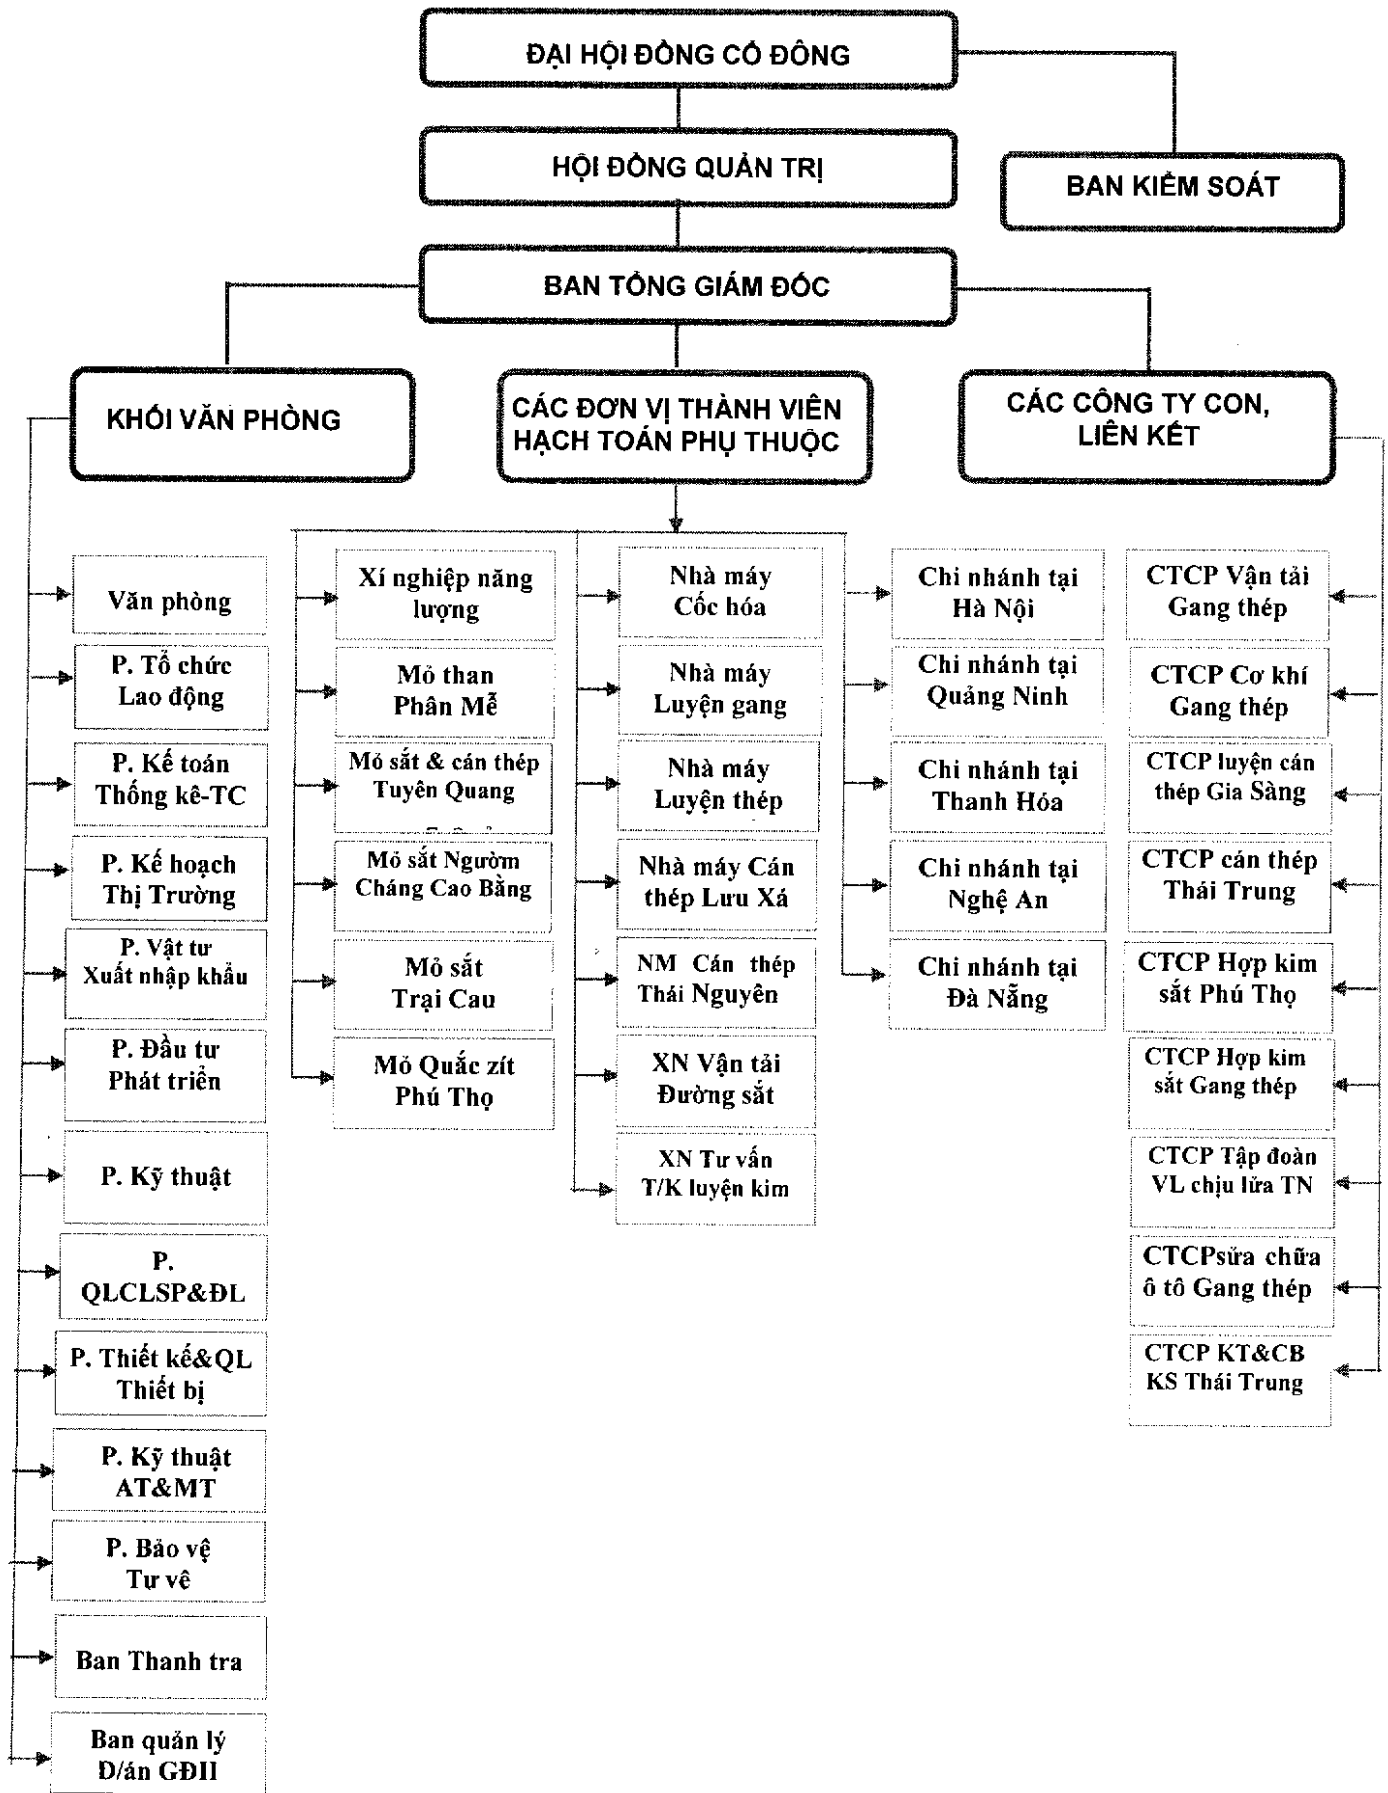 ĐẠI HỘI ĐỒNG CỔ ĐÔNG
HỘI ĐỒNG QUẢN TRỊ
BAN KIỂM SOÁT
BAN TỔNG GIÁM ĐỐC
KHỐI VĂN PHÒNG
CÁC ĐƠN VỊ THÀNH VIÊN
HẠCH TOÁN PHỤ THUỘC
CÁC CÔNG TY CON,
LIÊN KẾT
Văn phòng
P. Tổ chức
Lao động
P. Kế toán
Thống kê-TC
P. Kế hoạch
Thị Trường
P. Vật tư
Xuất nhập khẩu
P. Đầu tư
Phát triển
P. Kỹ thuật
P.
QLCLSP&ĐL
P. Thiết kế&QL
Thiết bị
P. Kỹ thuật
AT&MT
P. Bảo vệ
Tự vê
Ban Thanh tra
Ban quản lý
D/án GĐII
Xí nghiệp năng
lượng
Mỏ than
Phấn Mễ
Mỏ sắt & cán thép
Tuyên Quang
Mỏ sắt Ngườm
Cháng Cao Bằng
Mỏ sắt
Trại Cau
Mỏ Quắc zít
Phú Thọ
Nhà máy
Cốc hóa
Nhà máy
Luyện gang
Nhà máy
Luyện thép
Nhà máy Cán
thép Lưu Xá
NM Cán thép
Thái Nguyên
XN Vận tải
Đường sắt
XN Tư vấn
T/K luyện kim
Chi nhánh tại
Hà Nội
Chi nhánh tại
Quảng Ninh
Chi nhánh tại
Thanh Hóa
Chi nhánh tại
Nghệ An
Chi nhánh tại
Đà Nẵng
CTCP Vận tải
Gang thép
CTCP Cơ khí
Gang thép
CTCP luyện cán
thép Gia Sàng
CTCP cán thép
Thái Trung
CTCP Hợp kim
sắt Phú Thọ
CTCP Hợp kim
sắt Gang thép
CTCP Tập đoàn
VL chịu lửa TN
CTCPsửa chữa
ô tô Gang thép
CTCP KT&CB
KS Thái Trung